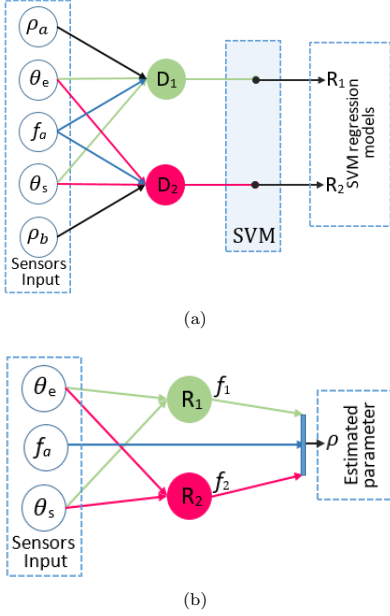 ρa
θe
fa
θs
ρb
Sensors
Input
D1
D2
SVM
R1
R2
SVM regression
models
(a)
θe
fa
θs
Sensors
Input
R1
R2
f1
f2
ρ
Estimated
parameter
(b)